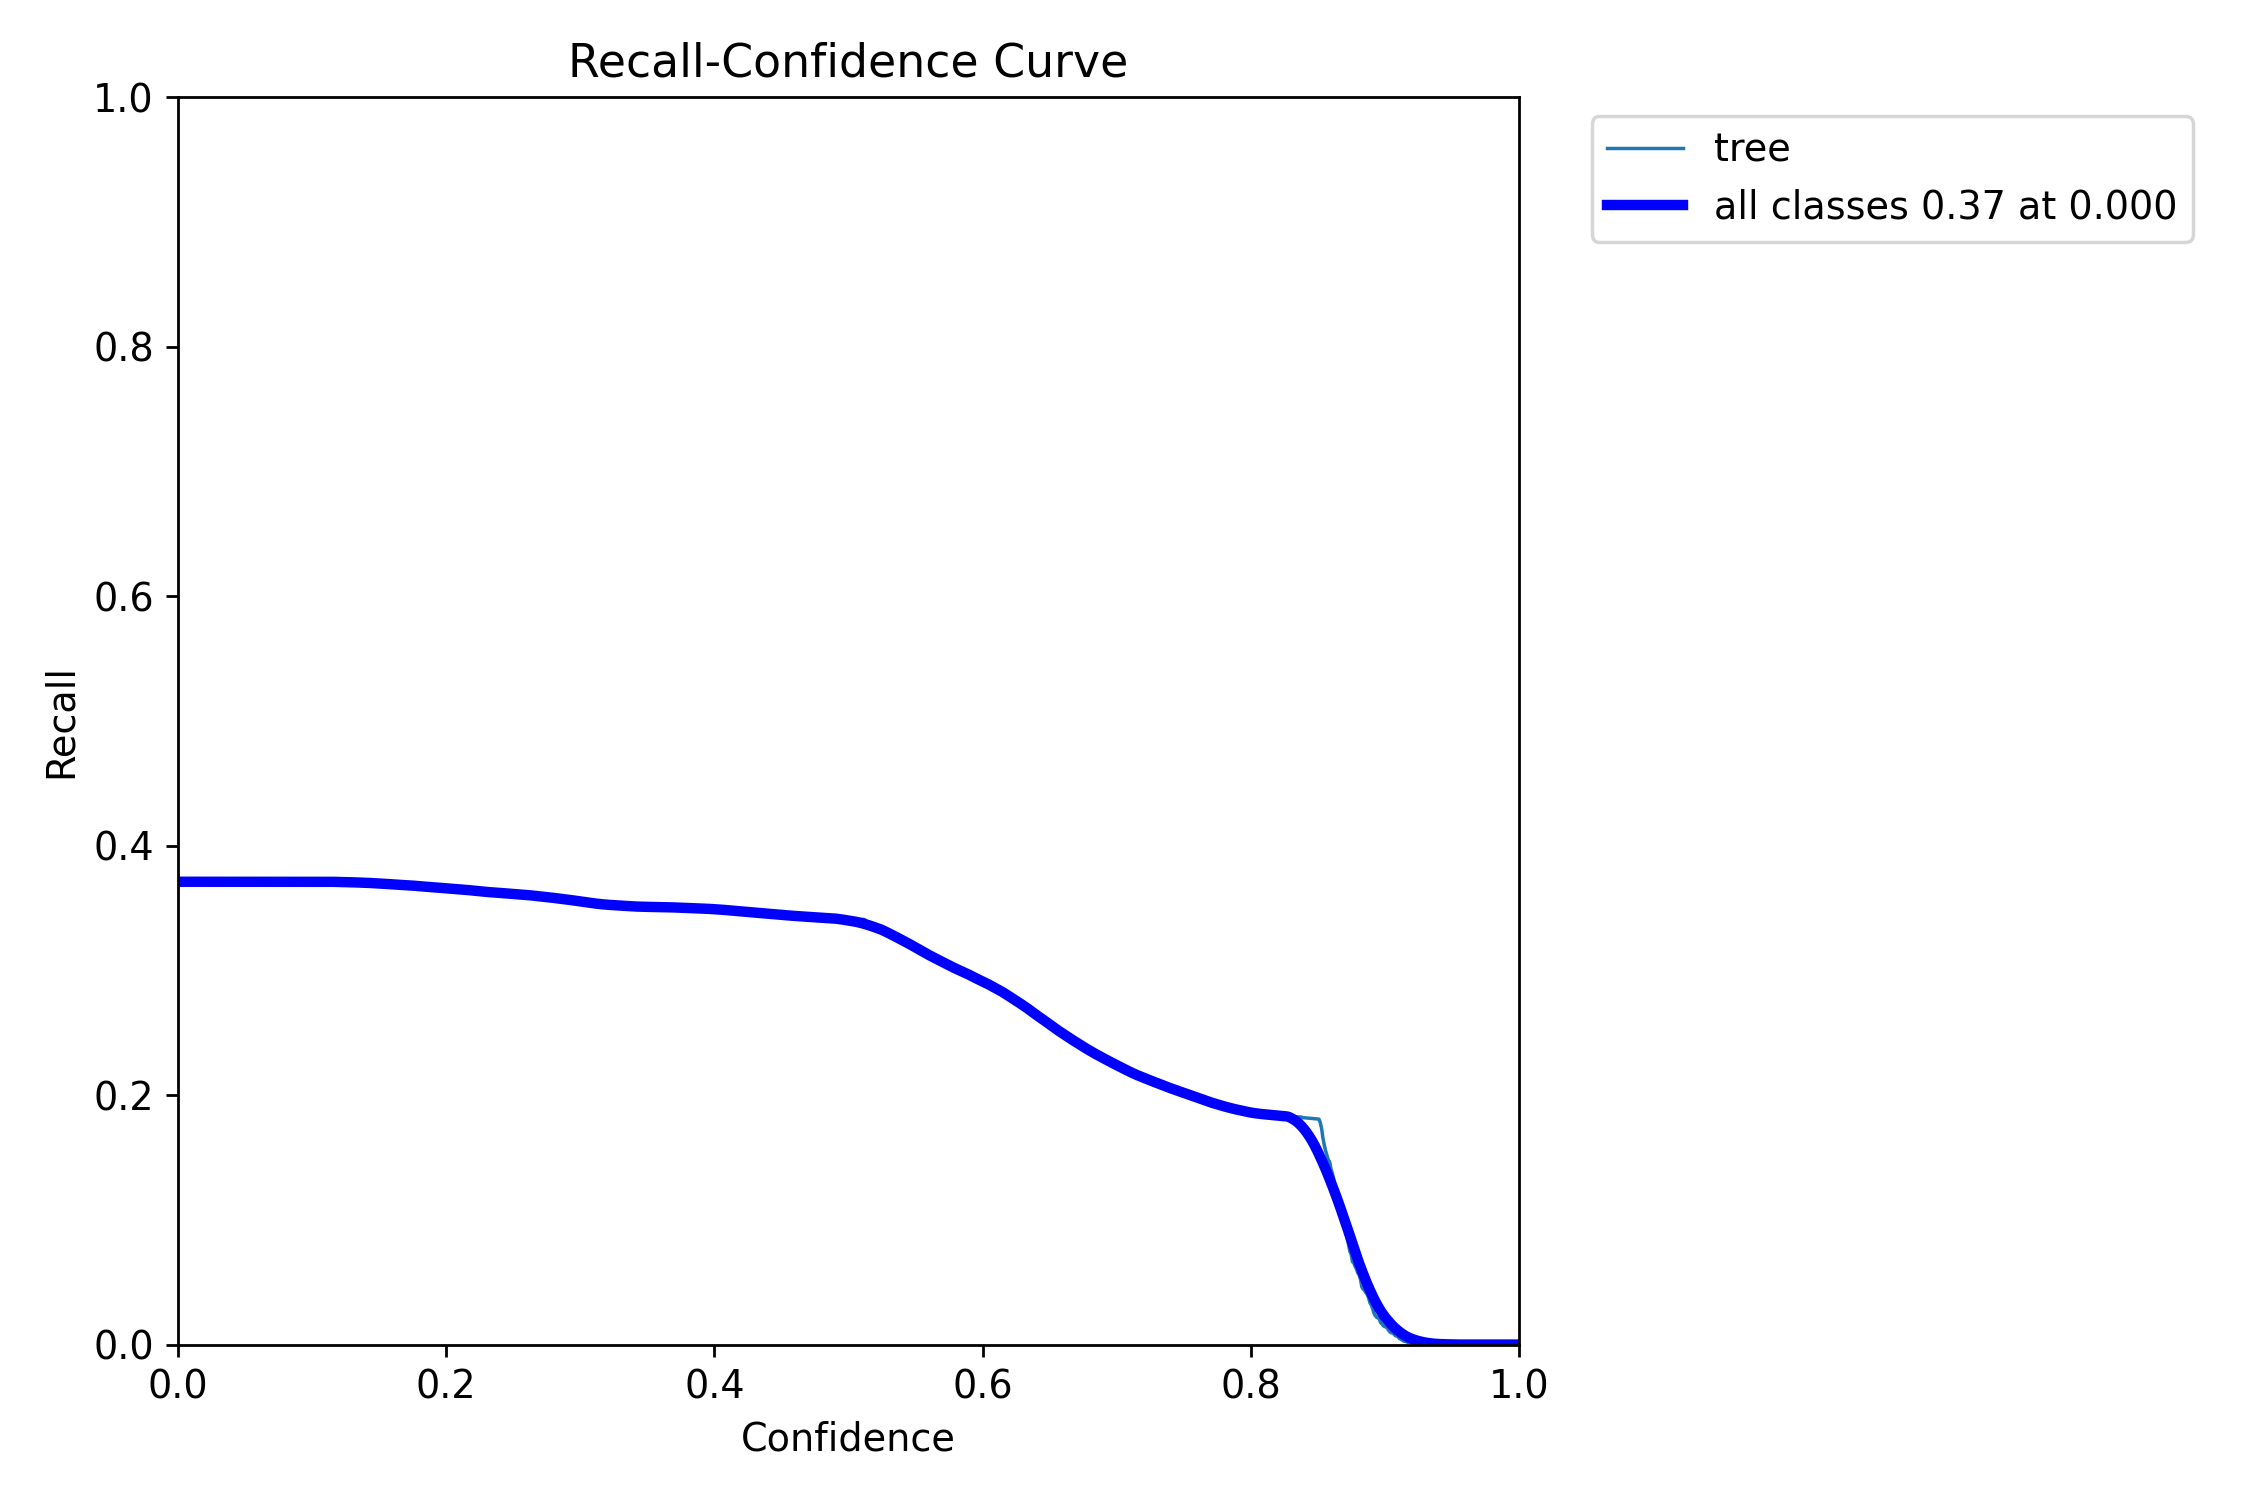 Recall-Confidence Curve
1.0
0.8
0.6
0.4
0.2
0.0
Recall
0.0 0.2 0.4 0.6 0.8 1.0
Confidence
tree
all classes 0.37 at 0.000